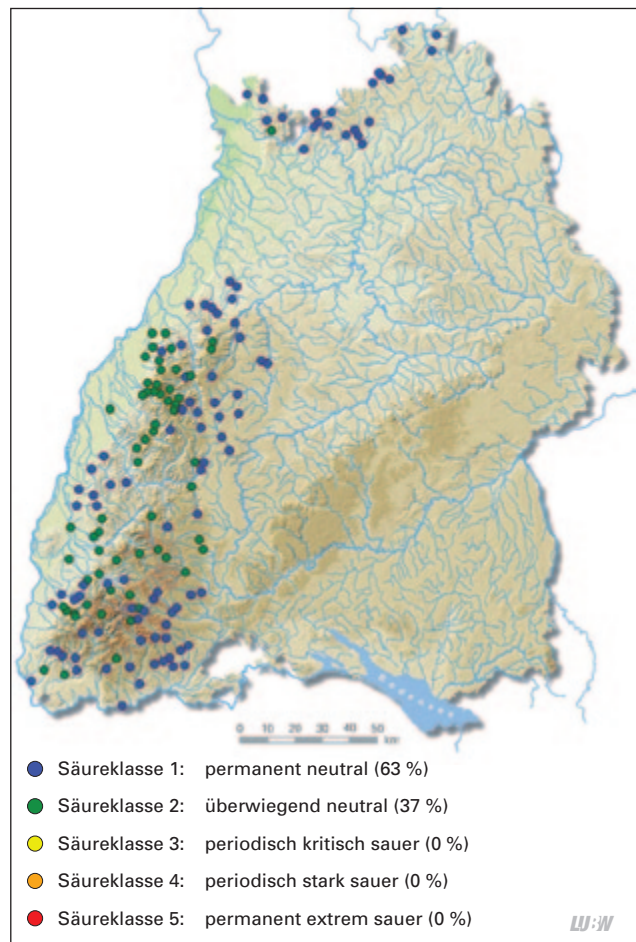 0 10 20 30 40 50
km
Säureklasse 1: permanent neutral (63 %)
Säureklasse 2: überwiegend neutral (37 %)
Säureklasse 3: periodisch kritisch sauer (0 %)
Säureklasse 4: periodisch stark sauer (0 %)
Säureklasse 5: permanent extrem sauer (0 %)
LUBW